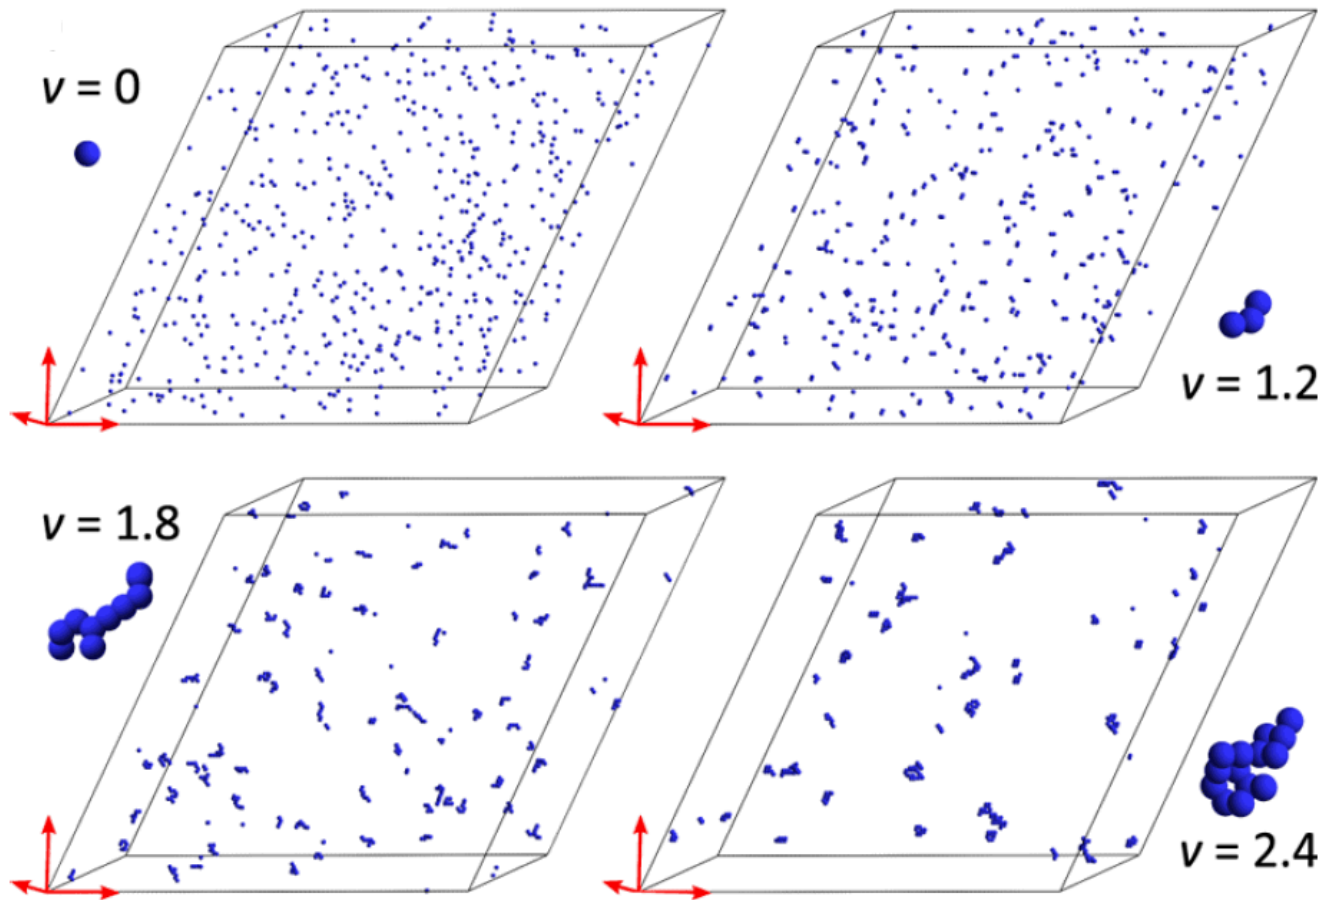 v = 0
v = 1.2
v = 1.8
v = 2.4